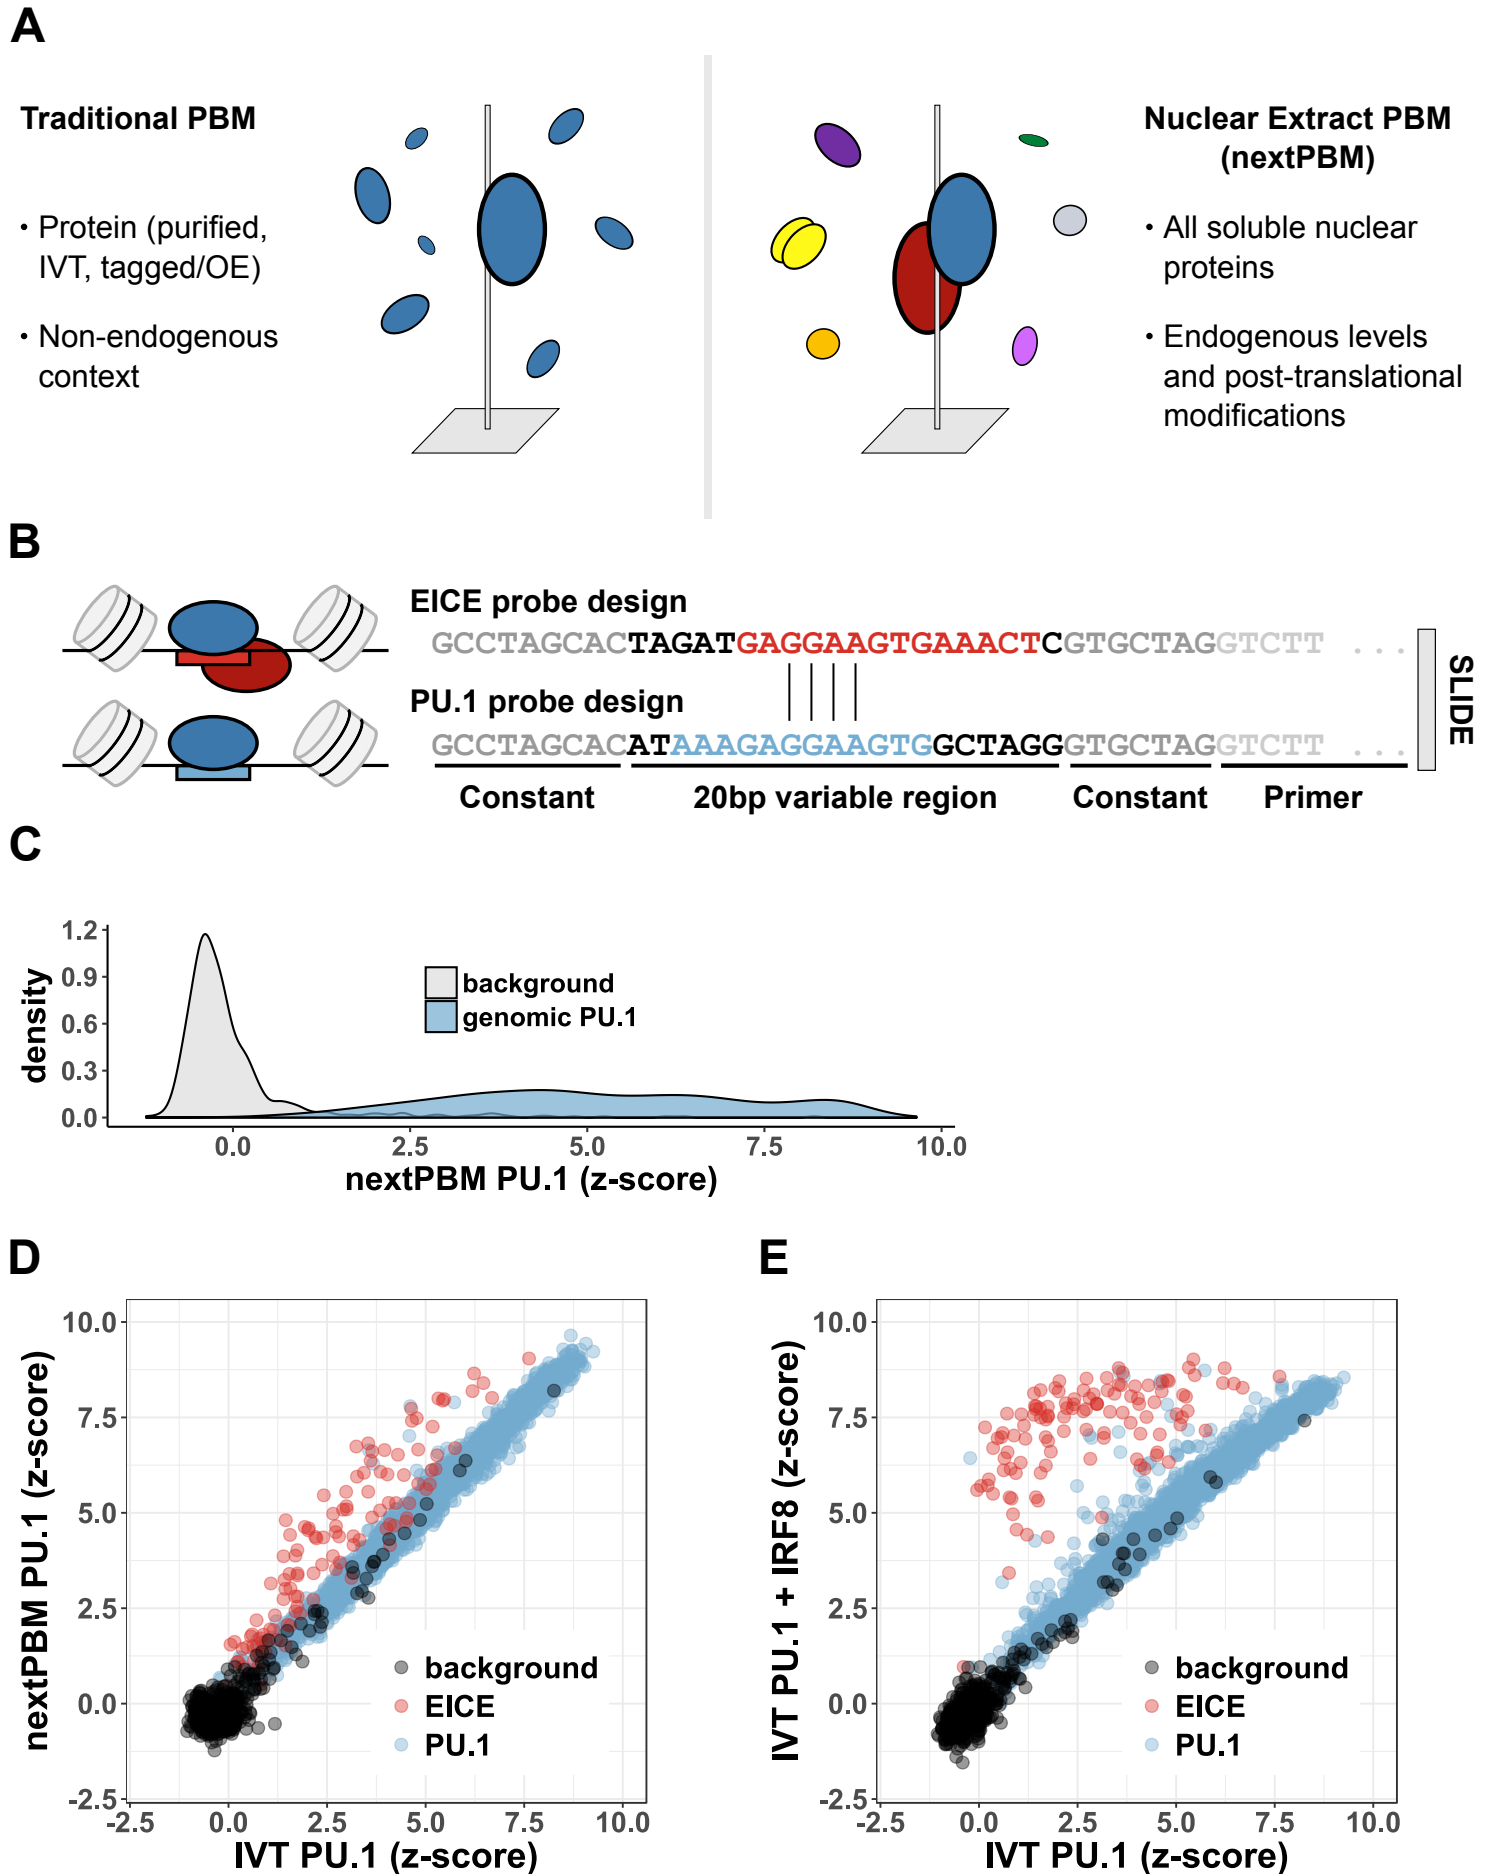 A
Traditional PBM
• Protein (purified,
IVT, tagged/OE)
• Non-endogenous
context
Nuclear Extract PBM
(nextPBM)
• All soluble nuclear
proteins
• Endogenous levels
and post-translational
modifications
B
EICE probe design
GCCTAGCACTAGATGAGGAAGTGAAACTCGTGCTAGGTCTT ...
PU.1 probe design
GCCTAGCACATAAAGAGGAAGTGGCTAGGGTGCTAGGTCTT ...
Constant
20bp variable region
Constant
Primer
SLIDE
C
1.2
0.9
0.6
0.3
0.0
density
background
genomic PU.1
0.0 2.5 5.0 7.5 10.0
nextPBM PU.1 (z-score)
D
10.0
7.5
5.0
2.5
0.0
-2.5
nextPBM PU.1 (z-score)
background
EICE
PU.1
-2.5 0.0 2.5 5.0 7.5 10.0
IVT PU.1 (z-score)
E
10.0
7.5
5.0
2.5
0.0
-2.5
IVT PU.1 + IRF8 (z-score)
background
EICE
PU.1
-2.5 0.0 2.5 5.0 7.5 10.0
IVT PU.1 (z-score)